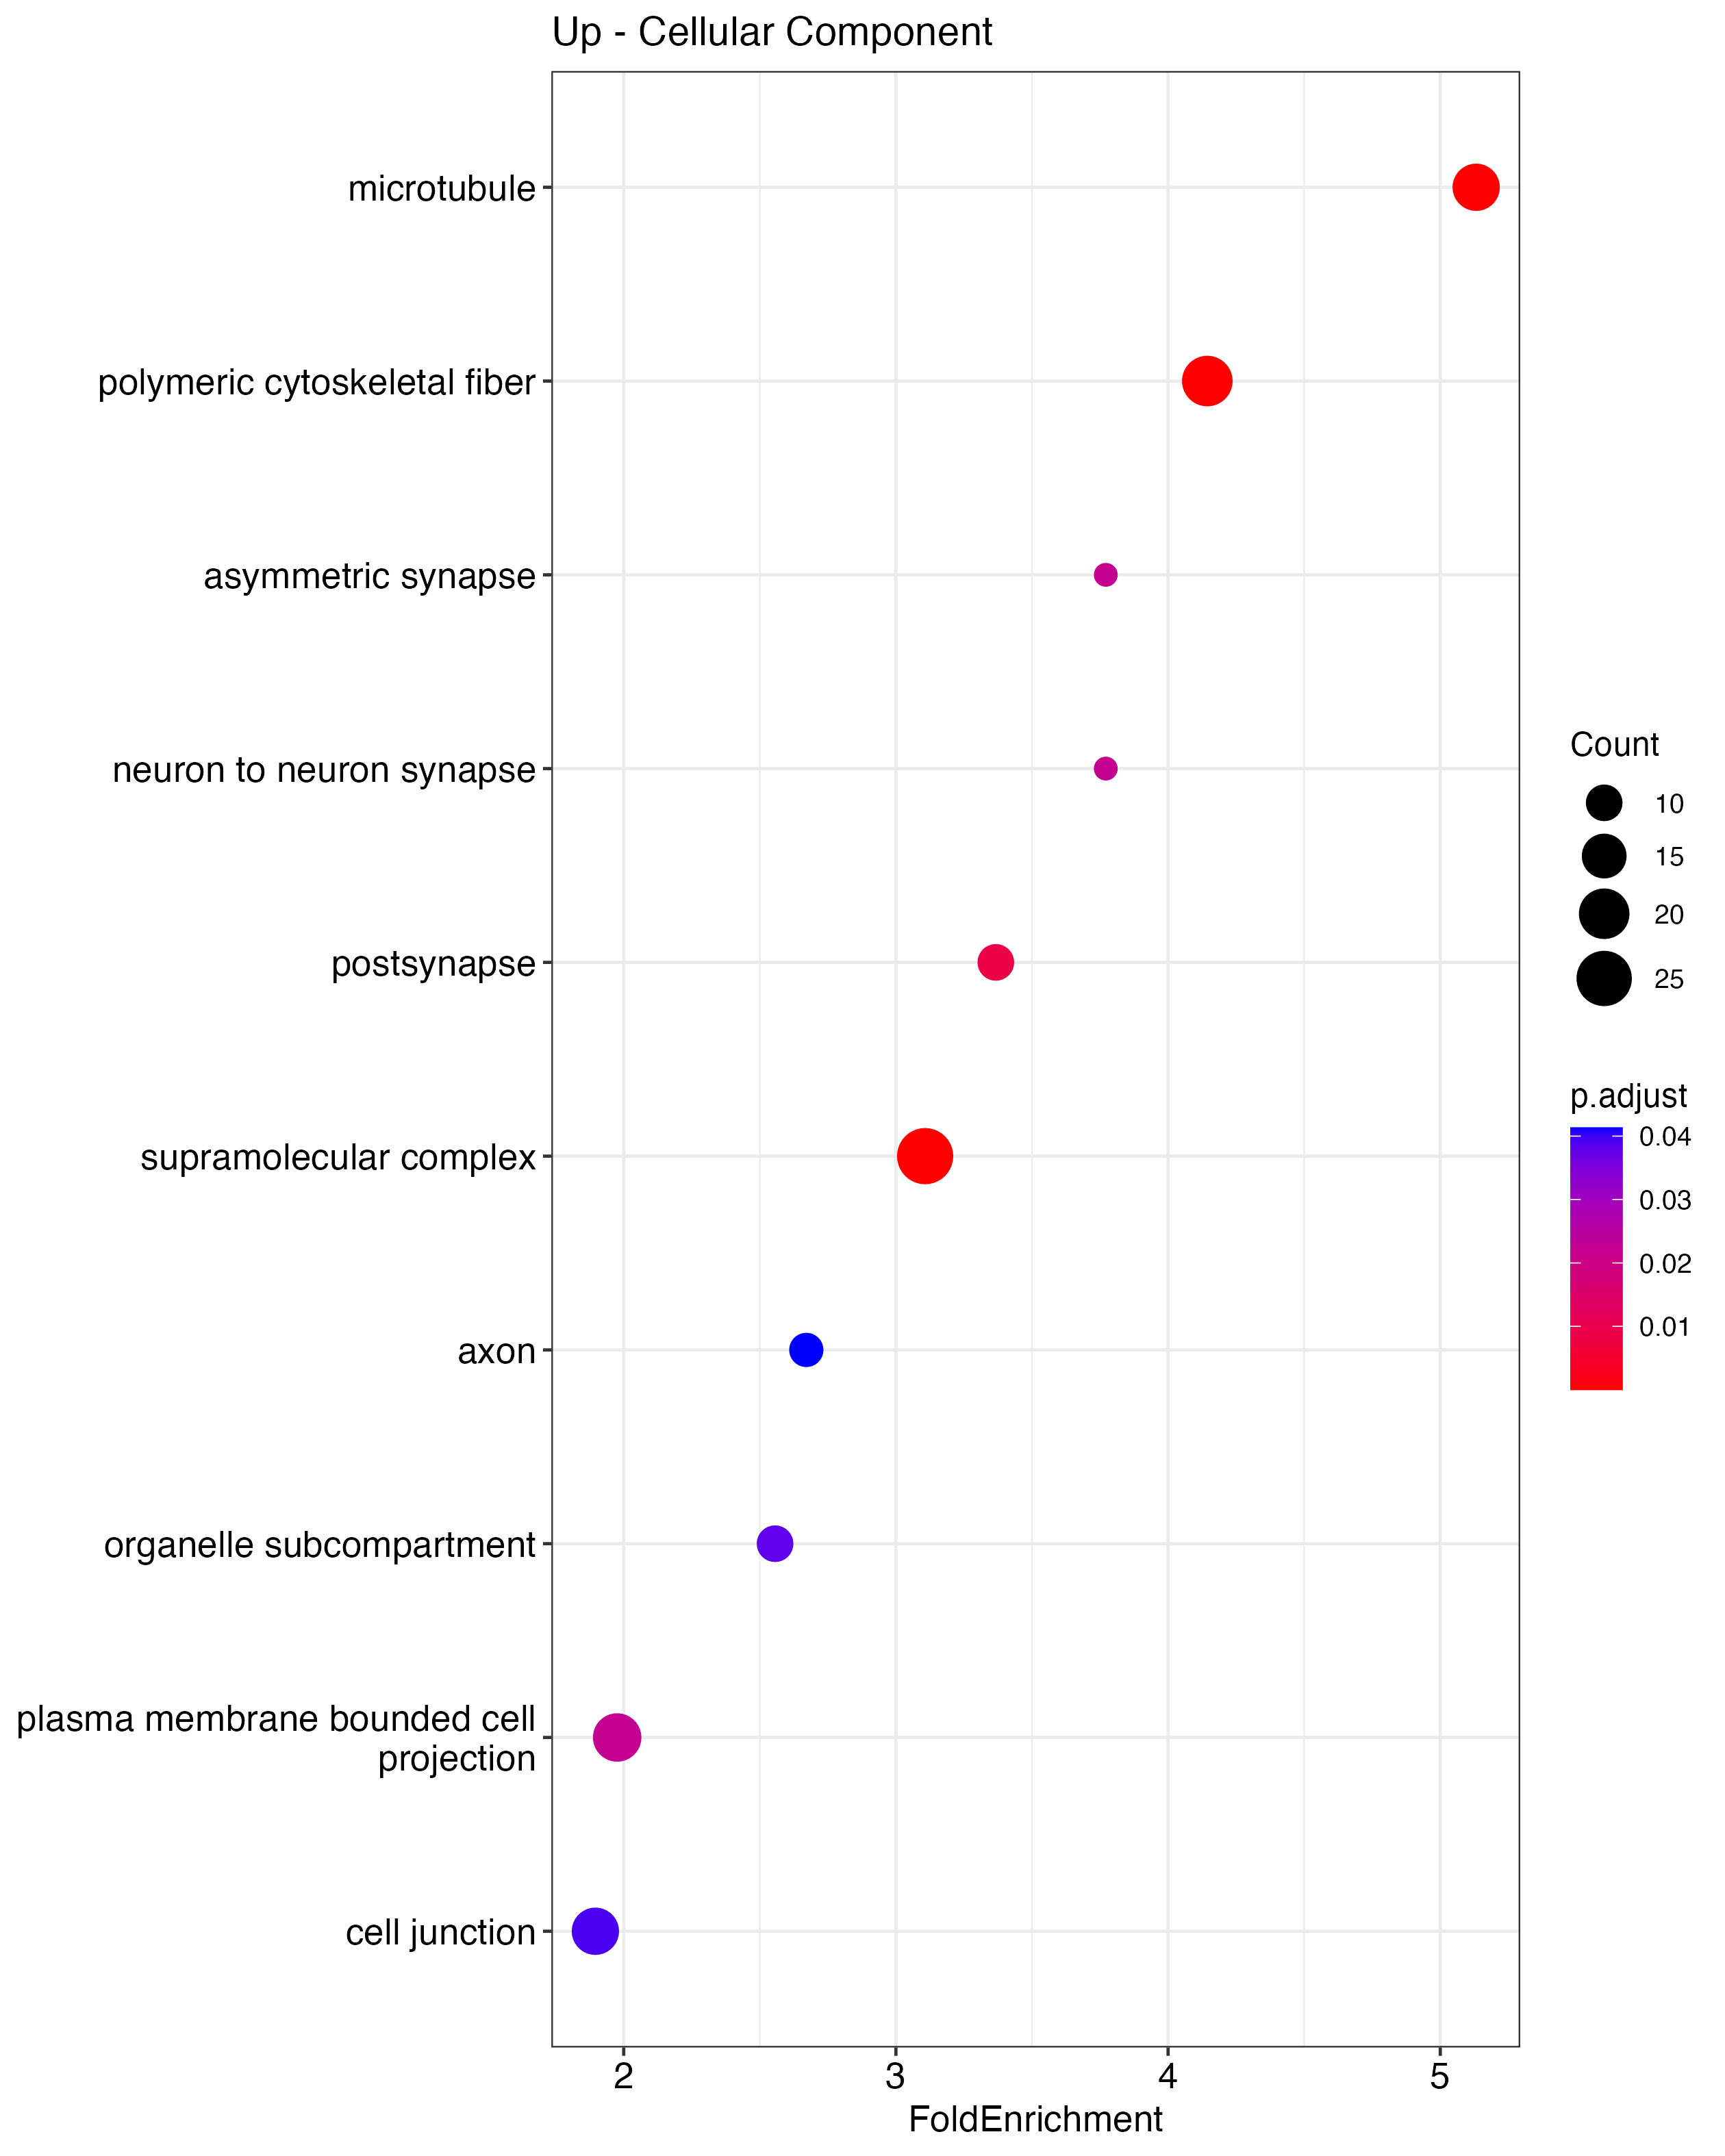 Up - Cellular Component
microtubule
polymeric cytoskeletal fiber
asymmetric synapse
neuron to neuron synapse
postsynapse
supramolecular complex
axon
organelle subcompartment
plasma membrane bounded cell
projection
cell junction
2 3 4 5
FoldEnrichment
Count
10
15
20
25
p.adjust
0.04
0.03
0.02
0.01